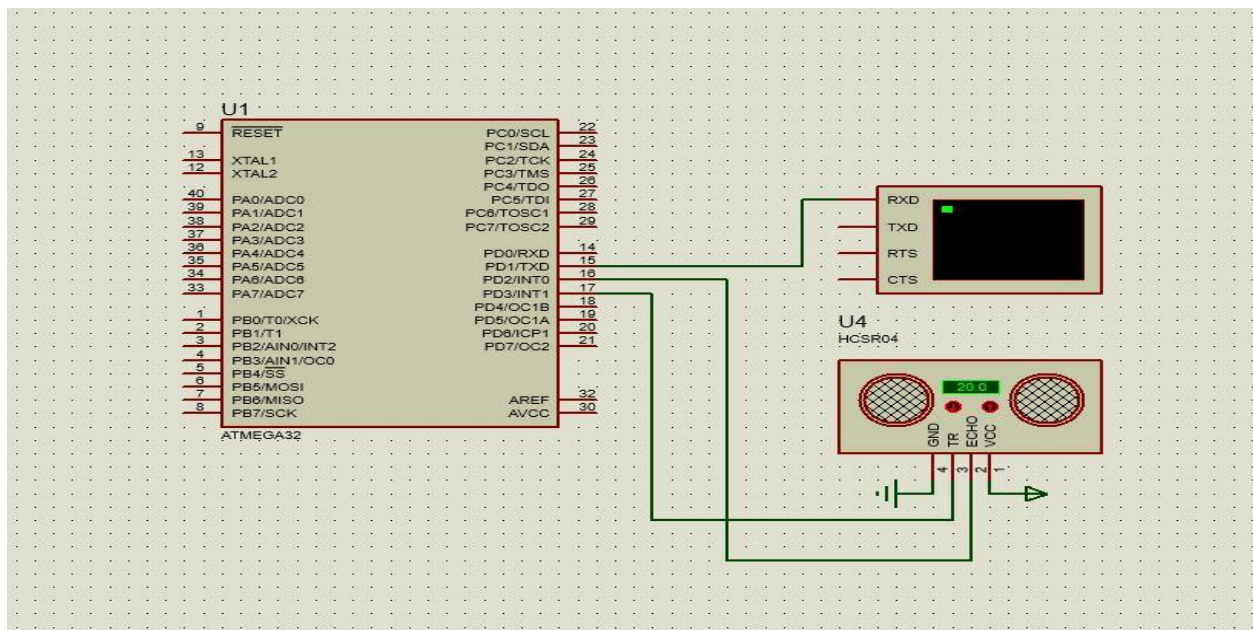 U1
9 RESET
13 XTAL1
12 XTAL2
40 PA0/ADC0
39 PA1/ADC1
38 PA2/ADC2
37 PA3/ADC3
36 PA4/ADC4
35 PA5/ADC5
34 PA6/ADC6
33 PA7/ADC7
1 PB0/T0/XCK
2 PB1/T1
3 PB2/AIN0/INT2
4 PB3/AIN1/OC0
5 PB4/SS
6 PB5/MOSI
7 PB6/MISO
8 PB7/SCK
PC0/SCL 22
PC1/SDA 23
PC2/TCK 24
PC3/TMS 25
PC4/TDO 26
PC5/TDI 27
PC6/TOSC1 28
PC7/TOSC2 29
PD0/RXD 14
PD1/TXD 15
PD2/INT0 16
PD3/INT1 17
PD4/OC1B 18
PD5/OC1A 19
PD6/ICP1 20
PD7/OC2 21
AREF 32
AVCC 30
ATMEGA32
RXD
TXD
RTS
CTS
U4
HCSR04
20.0
GND
TR
ECHO
VCC
4 3 2 1